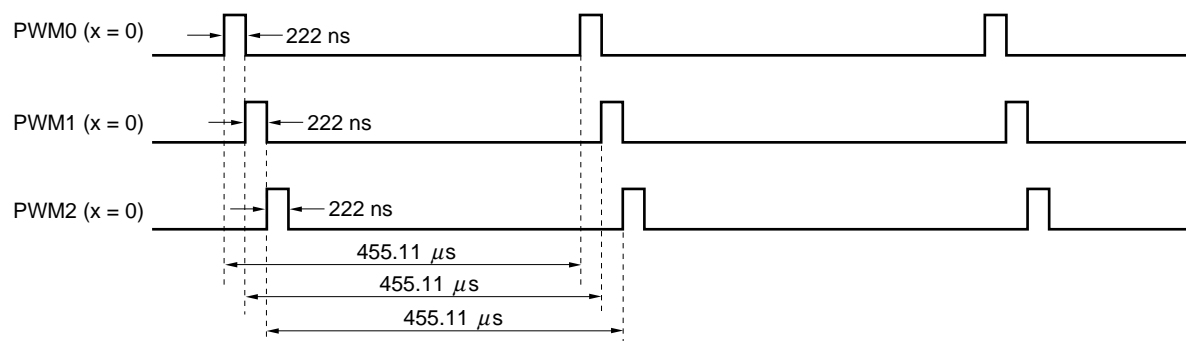 PWM0 (x = 0)
222 ns
PWM1 (x = 0)
222 ns
PWM2 (x = 0)
222 ns
455.11 μs
455.11 μs
455.11 μs